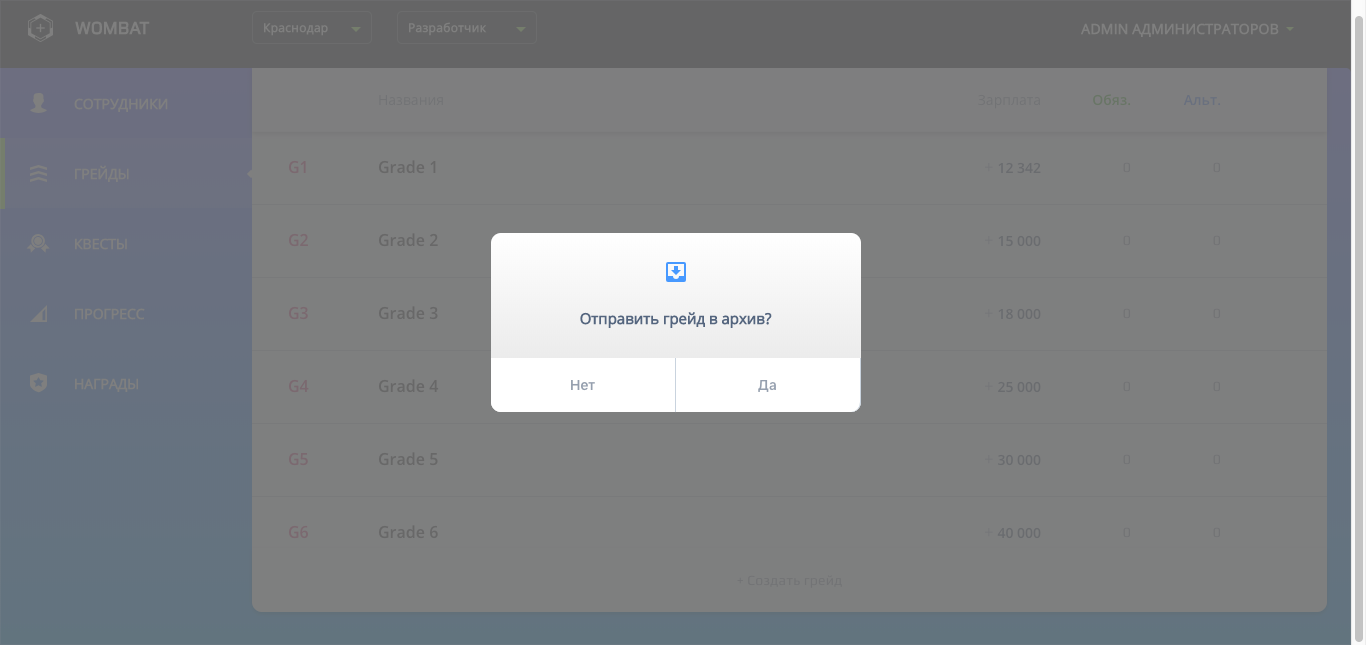 WOMBAT Краснодар Разработчик ADMIN АДМИНИСТРАТОРОВ
СОТРУДНИКИ
ГРЕЙДЫ
КВЕСТЫ
ПРОГРЕСС
НАГРАДЫ
Названия Зарплата Обяз. Альт.
G1 Grade 1 + 12 342 0 0
G2 Grade 2 + 15 000 0 0
G3 Grade 3 + 18 000 0 0
G4 Grade 4 + 25 000 0 0
G5 Grade 5 + 30 000 0 0
G6 Grade 6 + 40 000 0 0
+ Создать грейд
Отправить грейд в архив?
Нет Да